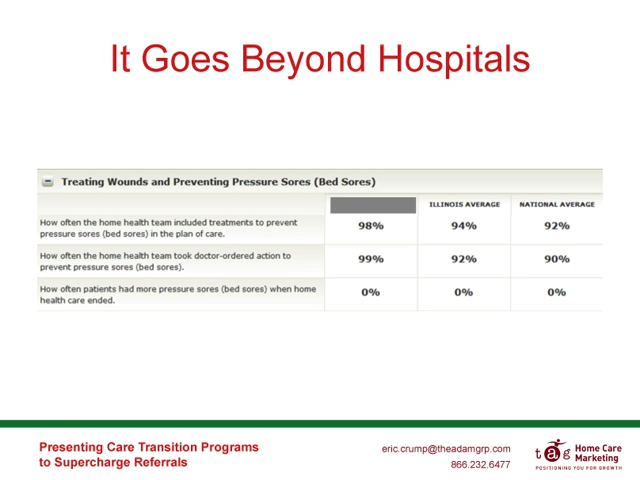 It Goes Beyond Hospitals
Treating Wounds and Preventing Pressure Sores (Bed Sores)
ILLINOIS AVERAGE NATIONAL AVERAGE
How often the home health team included treatments to prevent
pressure sores (bed sores) in the plan of care.
98% 94% 92%
How often the home health team took doctor-ordered action to
prevent pressure sores (bed sores).
99% 92% 90%
How often patients had more pressure sores (bed sores) when home
health care ended.
0% 0% 0%
Presenting Care Transition Programs
to Supercharge Referrals
eric.crump@theadamgrp.com
866.232.6477
tag Home Care
Marketing
POSITIONING YOU FOR GROWTH